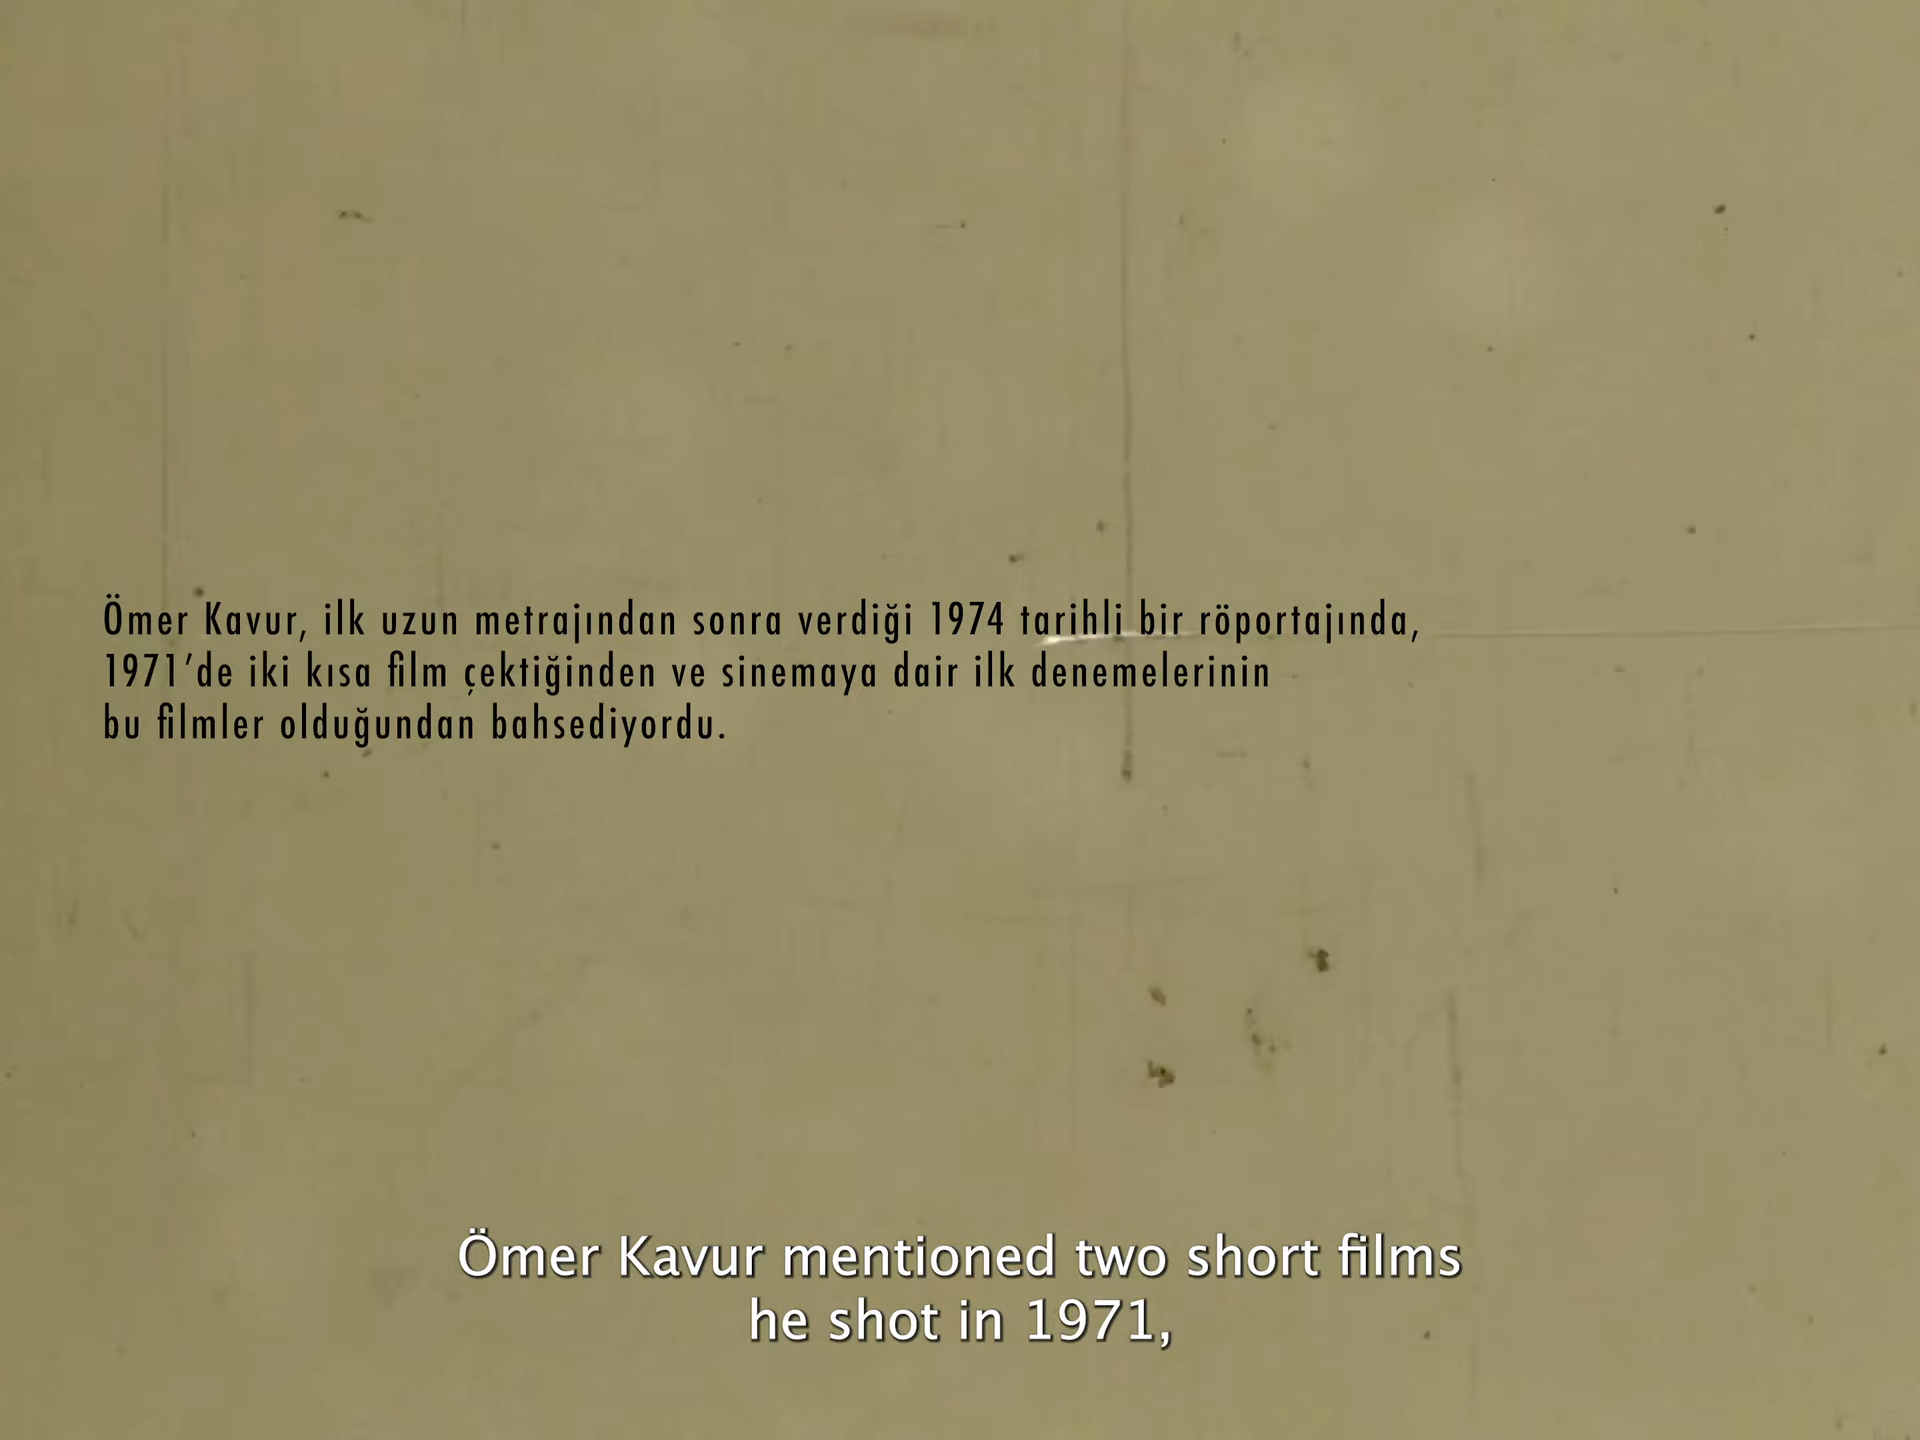 Ömer Kavur, ilk uzun metrajından sonra verdiği 1974 tarihli bir röportajında,
1971’de iki kısa film çektiğinden ve sinemaya dair ilk denemelerinin
bu filmler olduğundan bahsediyordu.
Ömer Kavur mentioned two short films
he shot in 1971,